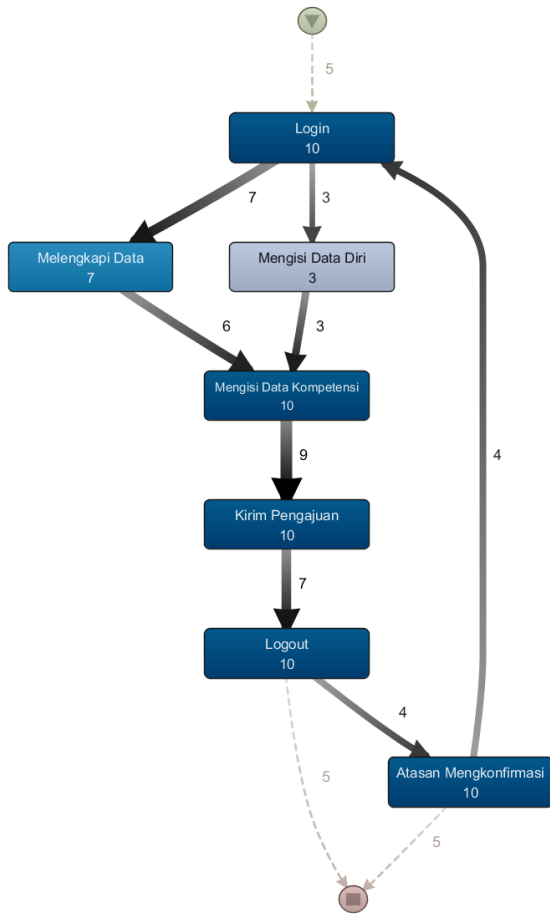 5
Login
10
7
3
Melengkapi Data
7
Mengisi Data Diri
3
6
3
Mengisi Data Kompetensi
10
9
4
Kirim Pengajuan
10
7
Logout
10
4
Atasan Mengkonfirmasi
10
5
5